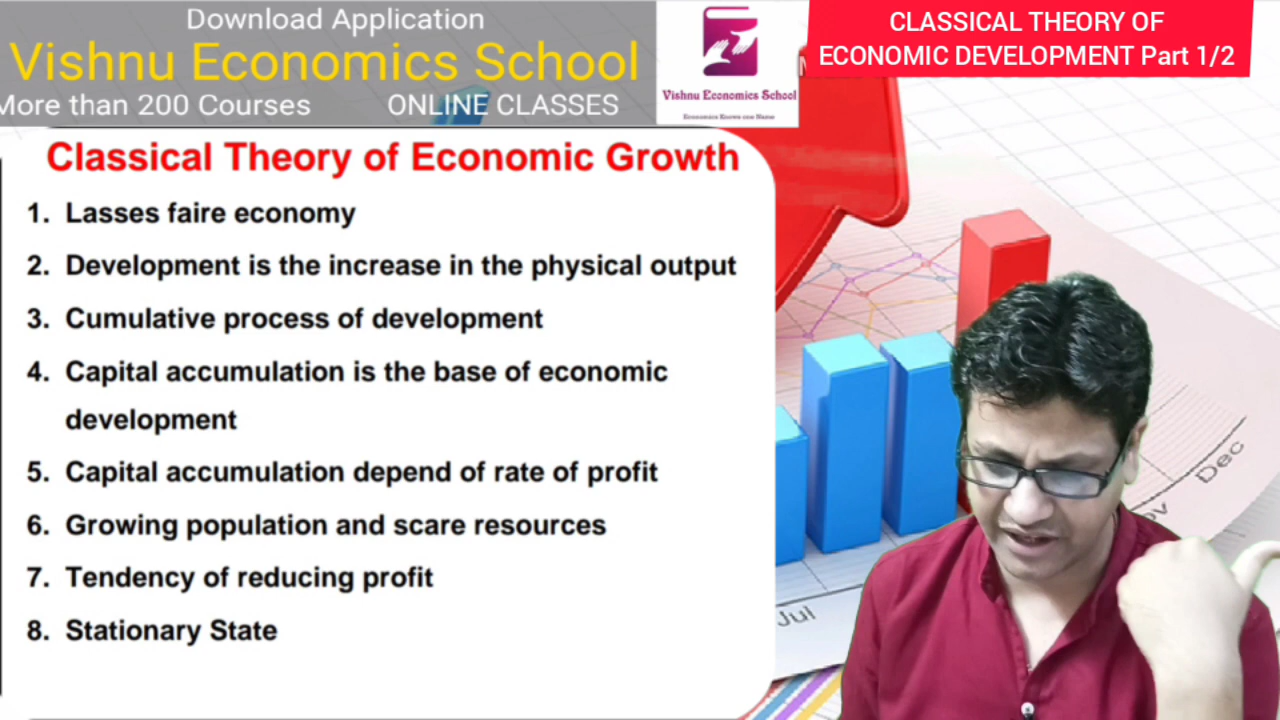 Download Application
Vishnu Economics School
More than 200 Courses ONLINE CLASSES
Vishnu Economics School
Economics Knows our Name
CLASSICAL THEORY OF
ECONOMIC DEVELOPMENT Part 1/2
Classical Theory of Economic Growth
1. Lasses faire economy
2. Development is the increase in the physical output
3. Cumulative process of development
4. Capital accumulation is the base of economic
development
5. Capital accumulation depend of rate of profit
6. Growing population and scare resources
7. Tendency of reducing profit
8. Stationary State
Jul
Dec